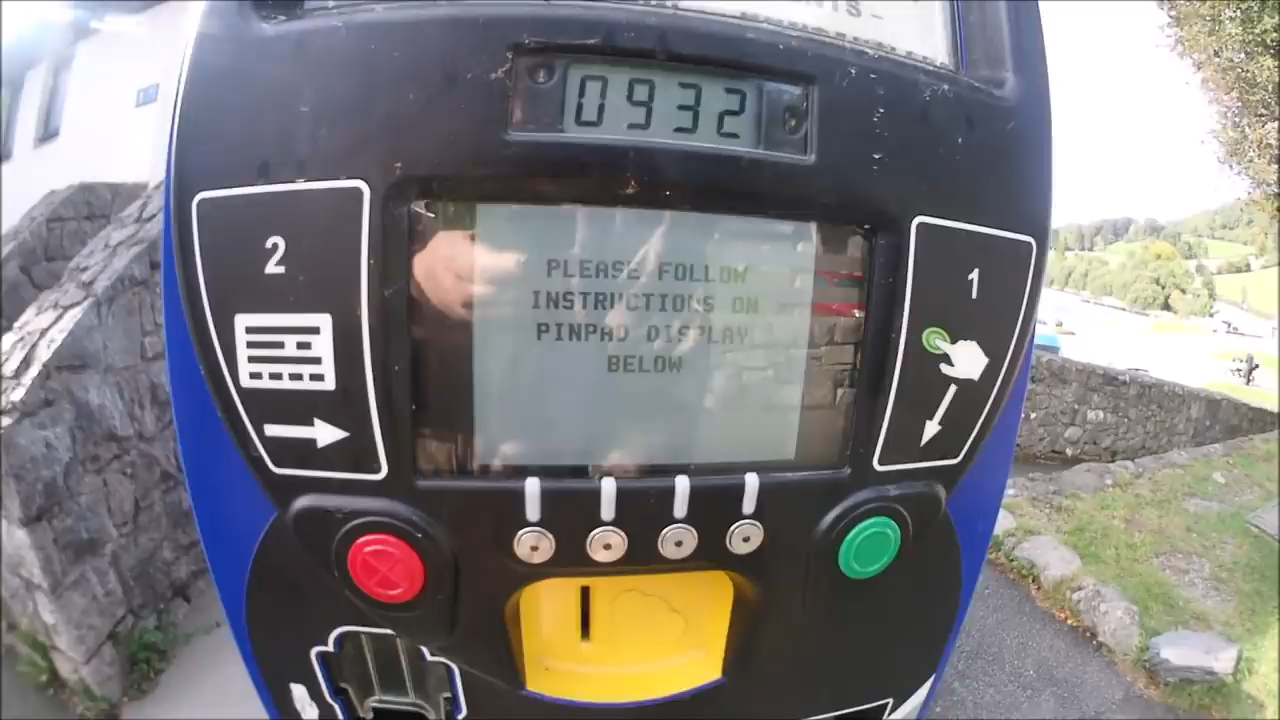 0932
2
1
PLEASE FOLLOW
INSTRUCTIONS ON
PINPAD DISPLAY
BELOW